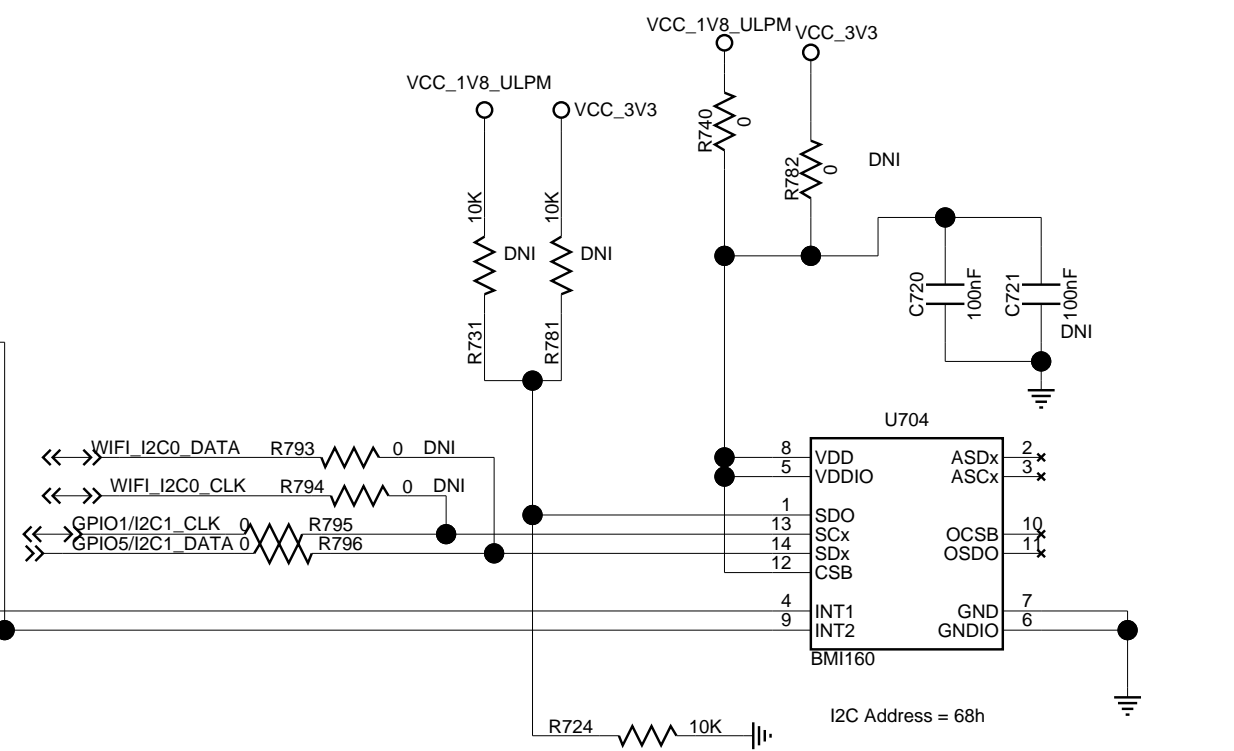 VCC_1V8_ULPM
VCC_3V3
VCC_1V8_ULPM
VCC_3V3
R740
0
R782
0
DNI
10K
DNI
R731
10K
DNI
R781
C720
100nF
C721
100nF
DNI
U704
WIFI_I2C0_DATA R793 0 DNI
WIFI_I2C0_CLK R794 0 DNI
GPIO1/I2C1_CLK 0 R795
GPIO5/I2C1_DATA 0 R796
8 VDD ASDx 2
5 VDDIO ASCx 3
1 SDO
13 SCx OCSB 10
14 SDx OSDO 11
12 CSB
4 INT1 GND 7
9 INT2 GNDIO 6
BMI160
I2C Address = 68h
R724 10K